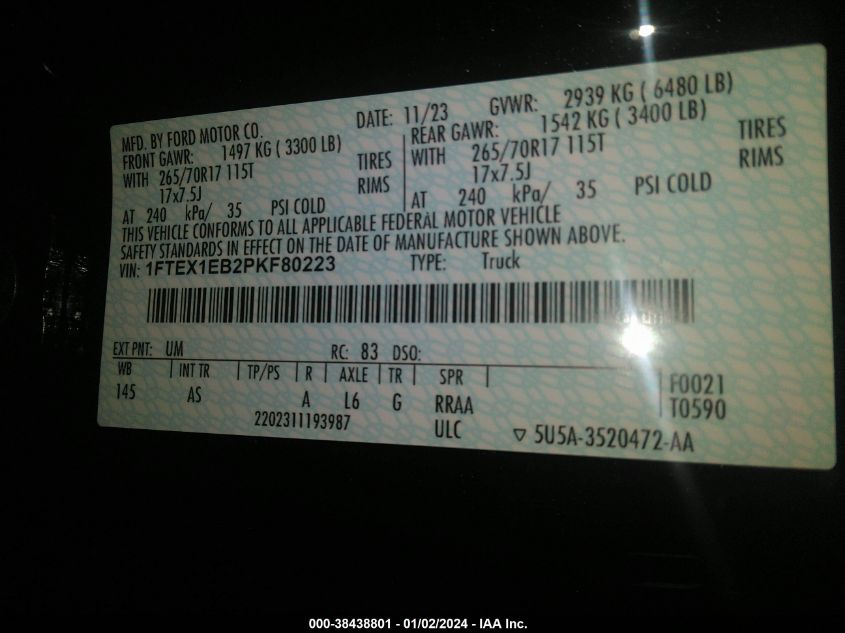 MFD. BY FORD MOTOR CO.
DATE: 11/23 GVWR: 2939 KG ( 6480 LB)
FRONT GAWR: 1497 KG ( 3300 LB)
WITH 265/70R17 115T TIRES
17x7.5J RIMS
AT 240 kPa/ 35 PSI COLD
REAR GAWR: 1542 KG ( 3400 LB)
WITH 265/70R17 115T TIRES
17x7.5J RIMS
AT 240 kPa/ 35 PSI COLD
THIS VEHICLE CONFORMS TO ALL APPLICABLE FEDERAL MOTOR VEHICLE
SAFETY STANDARDS IN EFFECT ON THE DATE OF MANUFACTURE SHOWN ABOVE.
VIN: 1FTEX1EB2PKF80223 TYPE: Truck
EXT PNT: UM RC: 83 DSO:
WB INT TR TP/PS R AXLE TR SPR F0021
145 AS A L6 G RRAA T0590
2202311193987 ULC ▽ 5U5A-3520472-AA
000-38438801 - 01/02/2024 - IAA Inc.